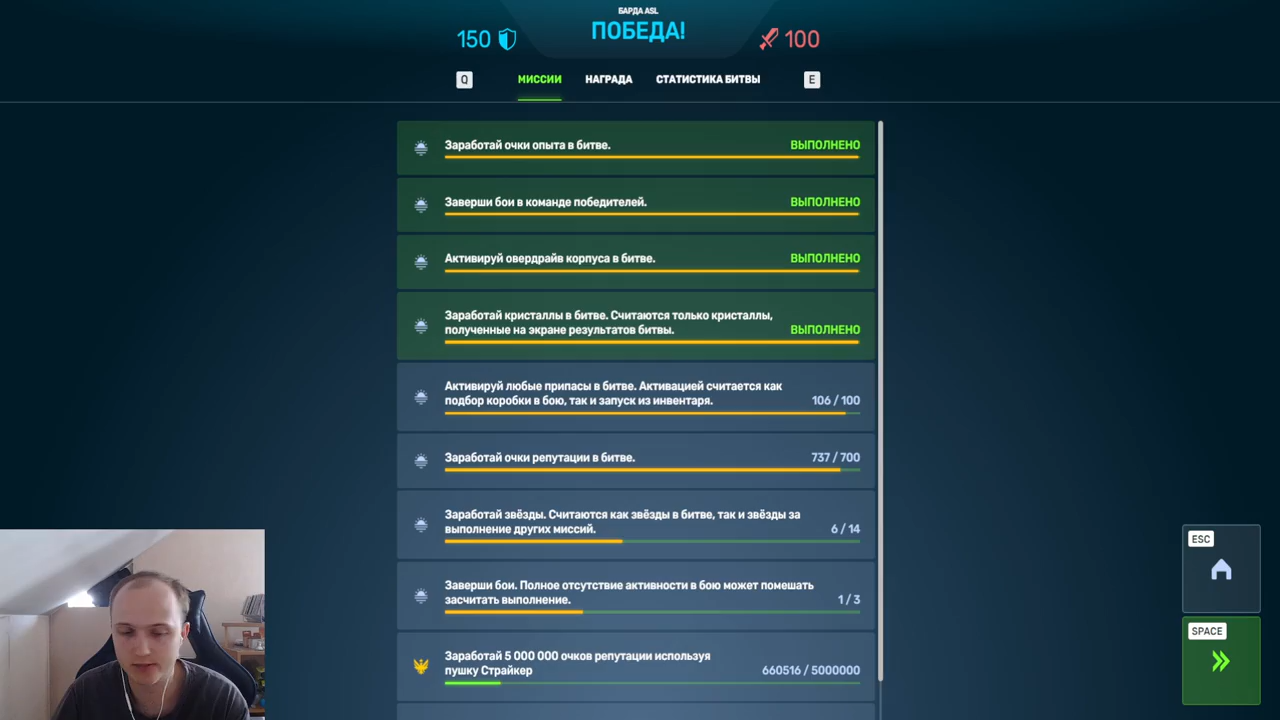 БАРДА ASL
ПОБЕДА!
150
100
Q
МИССИИ
НАГРАДА
СТАТИСТИКА БИТВЫ
E
Заработай очки опыта в битве.
ВЫПОЛНЕНО
Заверши бои в команде победителей.
ВЫПОЛНЕНО
Активируй овердрайв корпуса в битве.
ВЫПОЛНЕНО
Заработай кристаллы в битве. Считаются только кристаллы,
полученные на экране результатов битвы.
ВЫПОЛНЕНО
Активируй любые припасы в битве. Активацией считается как
подбор коробки в бою, так и запуск из инвентаря.
106 / 100
Заработай очки репутации в битве.
737 / 700
Заработай звёзды. Считаются как звёзды в битве, так и звёзды за
выполнение других миссий.
6 / 14
Заверши бои. Полное отсутствие активности в бою может помешать
засчитать выполнение.
1 / 3
Заработай 5 000 000 очков репутации используя
пушку Страйкер
660516 / 5000000
ESC
SPACE